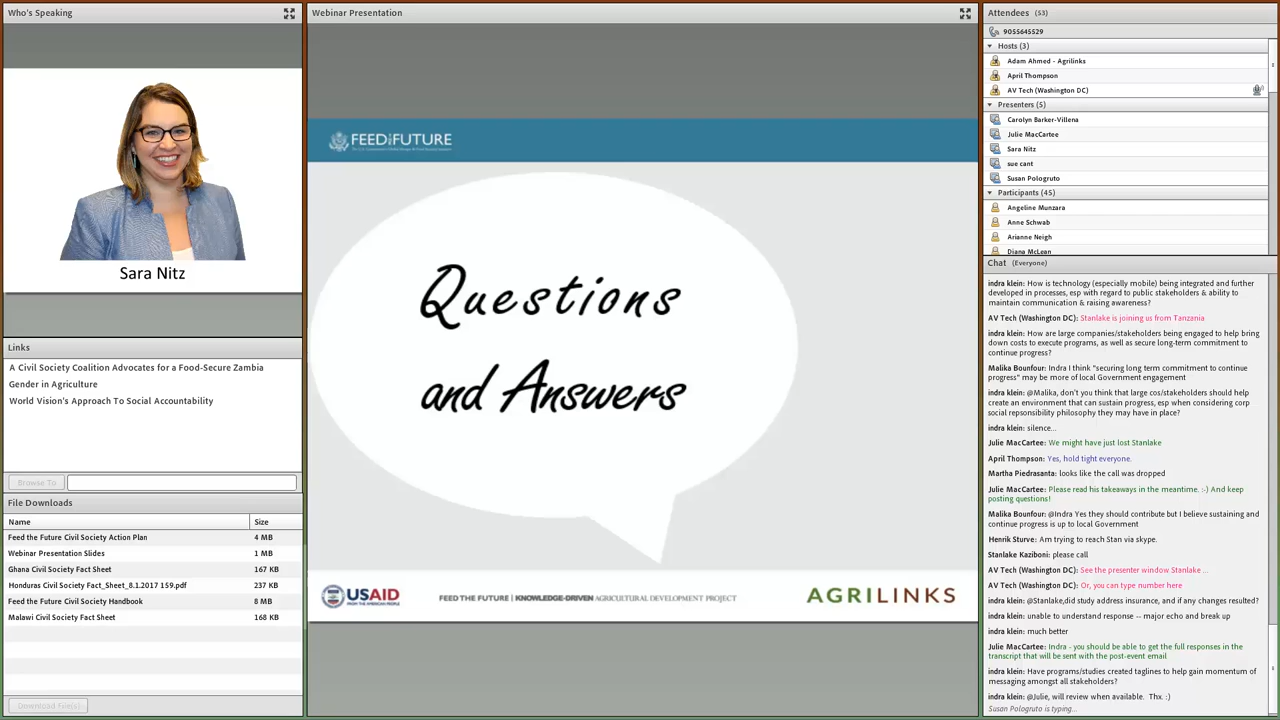 Who's Speaking
Sara Nitz
Links
A Civil Society Coalition Advocates for a Food-Secure Zambia
Gender in Agriculture
World Vision's Approach To Social Accountability
Browse To
File Downloads
Name Size
Feed the Future Civil Society Action Plan 4 MB
Webinar Presentation Slides 1 MB
Ghana Civil Society Fact Sheet 167 KB
Honduras Civil Society Fact_Sheet_8.1.2017 159.pdf 237 KB
Feed the Future Civil Society Handbook 8 MB
Malawi Civil Society Fact Sheet 168 KB
Download File(s)
Webinar Presentation
FEED THE FUTURE
Questions
and Answers
USAID
FROM THE AMERICAN PEOPLE
FEED THE FUTURE | KNOWLEDGE-DRIVEN AGRICULTURAL DEVELOPMENT PROJECT
AGRILINKS
Attendees (53)
9055645529
Hosts (3)
Adam Ahmed - Agrilinks
April Thompson
AV Tech (Washington DC)
Presenters (5)
Carolyn Barker-Villena
Julie MacCartee
Sara Nitz
sue cant
Susan Pologruto
Participants (45)
Angeline Munzara
Anne Schwab
Arianne Neigh
Diana McLean
Chat (Everyone)
indra klein: How is technology (especially mobile) being integrated and further
developed in processes, esp with regard to public stakeholders & ability to
maintain communication & raising awareness?
AV Tech (Washington DC): Stanlake is joining us from Tanzania
indra klein: How are large companies/stakeholders being engaged to help bring
down costs to execute programs, as well as secure long-term commitment to
continue progress?
Malika Bounfour: Indra I think "securing long term commitment to continue
progress" may be more of local Government engagement
indra klein: @Malika, don't you think that large cos/stakeholders should help
create an environment that can sustain progress, esp when considering corp
social repsonsibility philosophy they may have in place?
indra klein: silence...
Julie MacCartee: We might have just lost Stanlake
April Thompson: Yes, hold tight everyone.
Martha Piedrasanta: looks like the call was dropped
Julie MacCartee: Please read his takeaways in the meantime. :-) And keep
posting questions!
Malika Bounfour: @Indra Yes they should contribute but I believe sustaining and
continue progress is up to local Government
Henrik Sturve: Am trying to reach Stan via skype.
Stanlake Kaziboni: please call
AV Tech (Washington DC): See the presenter window Stanlake ...
AV Tech (Washington DC): Or, you can type number here
indra klein: @Stanlake,did study address insurance, and if any changes resulted?
indra klein: unable to understand response -- major echo and break up
indra klein: much better
Julie MacCartee: Indra - you should be able to get the full responses in the
transcript that will be sent with the post-event email
indra klein: Have programs/studies created taglines to help gain momentum of
messaging amongst all stakeholders?
indra klein: @Julie, will review when available. Thx. :)
Susan Pologruto is typing...